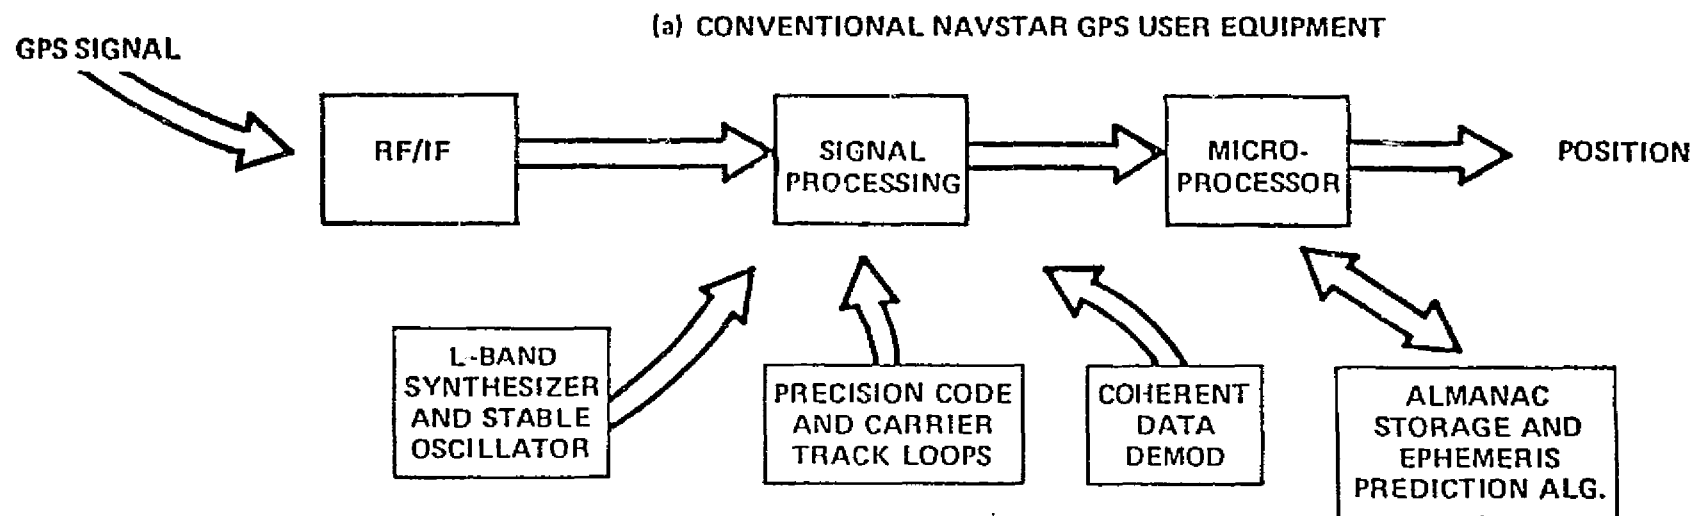 (a) CONVENTIONAL NAVSTAR GPS USER EQUIPMENT
GPS SIGNAL
RF/IF
SIGNAL
PROCESSING
MICRO-
PROCESSOR
POSITION
L-BAND
SYNTHESIZER
AND STABLE
OSCILLATOR
PRECISION CODE
AND CARRIER
TRACK LOOPS
COHERENT
DATA
DEMOD
ALMANAC
STORAGE AND
EPHEMERIS
PREDICTION ALG.